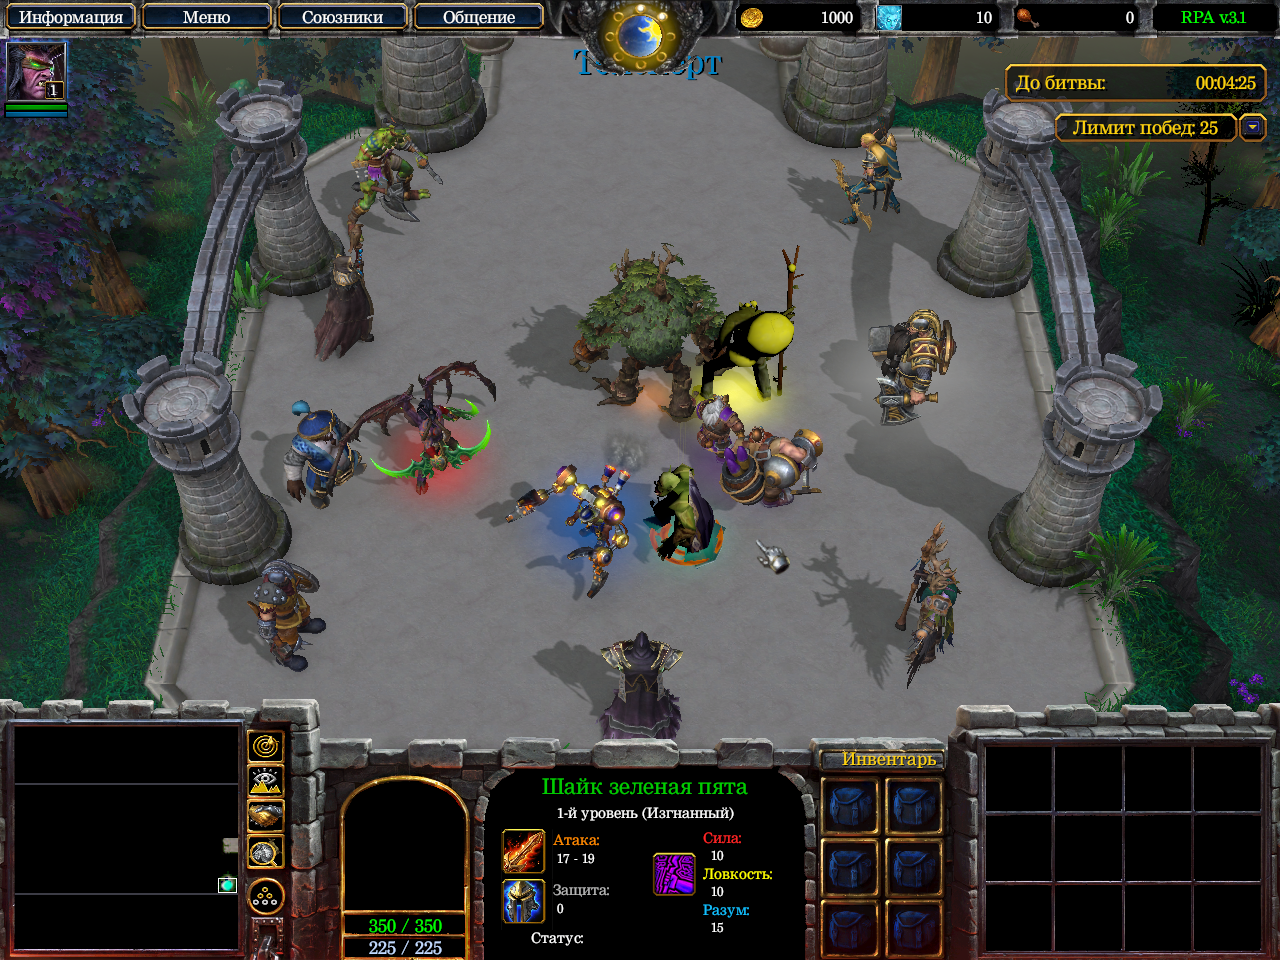 Информация
Меню
Союзники
Общение
1000
10
0
RPA v.3.1
Телепорт
До битвы: 00:04:25
Лимит побед: 25
1
Шайк зеленая пята
1-й уровень (Изгнанный)
Атака:
17 - 19
Защита:
0
Статус:
Сила:
10
Ловкость:
10
Разум:
15
350 / 350
225 / 225
Инвентарь